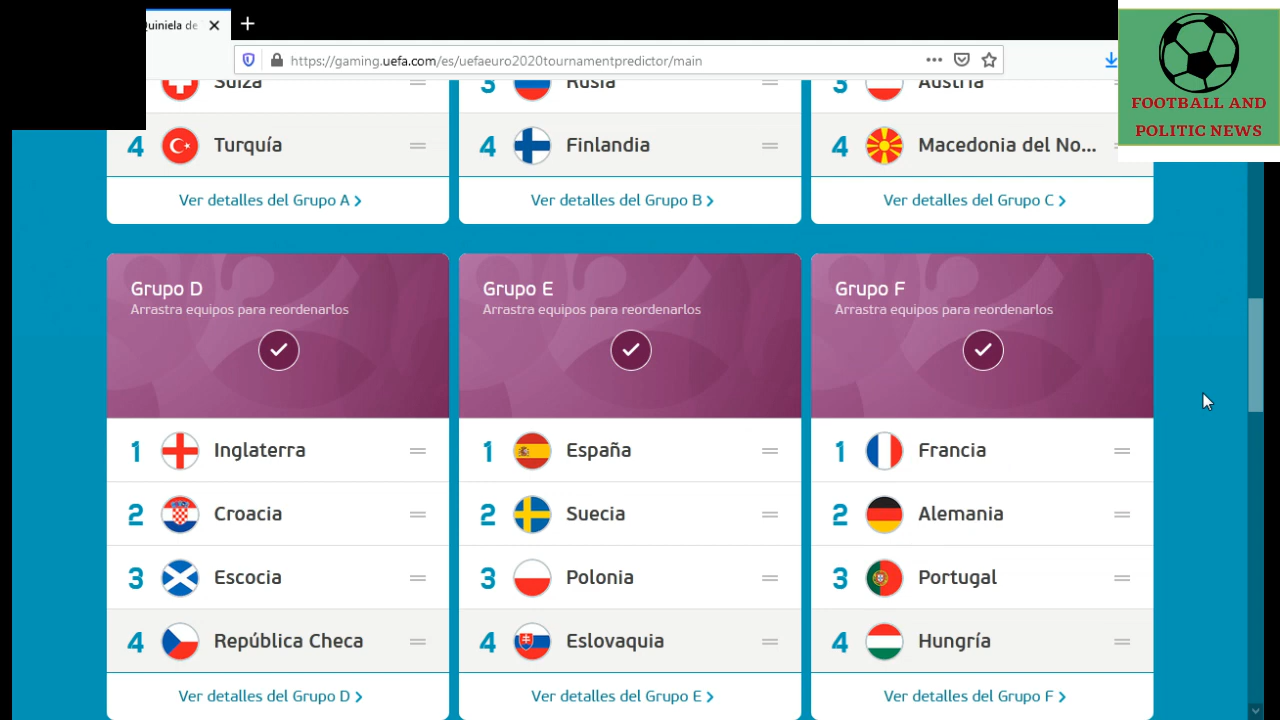 Quiniela de
https://gaming.uefa.com/es/uefaeuro2020tournamentpredictor/main
FOOTBALL AND
POLITIC NEWS
Suiza
3 Rusia
3 Austria
4 Turquía
4 Finlandia
4 Macedonia del No...
Ver detalles del Grupo A
Ver detalles del Grupo B
Ver detalles del Grupo C
Grupo D
Arrastra equipos para reordenarlos
1 Inglaterra
2 Croacia
3 Escocia
4 República Checa
Ver detalles del Grupo D
Grupo E
Arrastra equipos para reordenarlos
1 España
2 Suecia
3 Polonia
4 Eslovaquia
Ver detalles del Grupo E
Grupo F
Arrastra equipos para reordenarlos
1 Francia
2 Alemania
3 Portugal
4 Hungría
Ver detalles del Grupo F